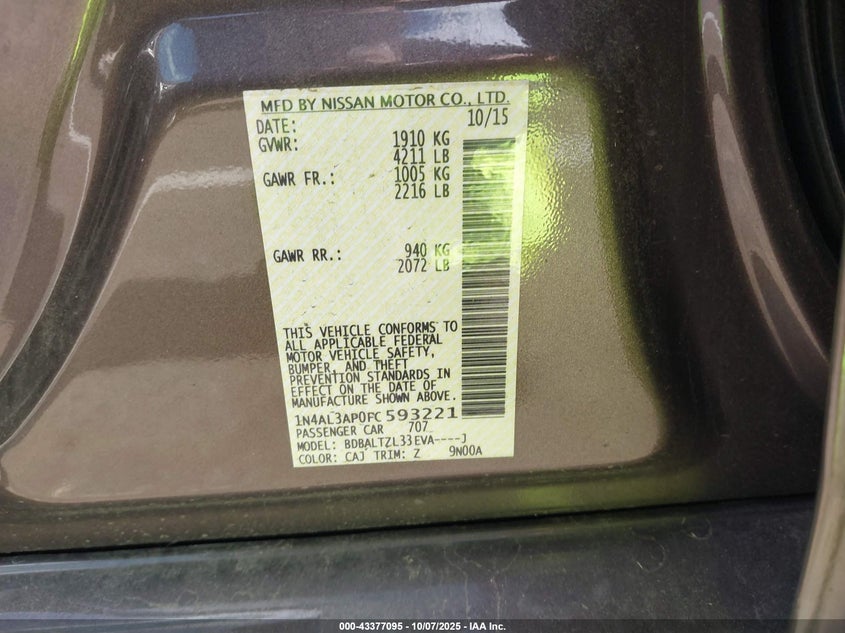 MFD BY NISSAN MOTOR CO., LTD.
DATE: 10/15
GVWR: 1910 KG
4211 LB
GAWR FR.: 1005 KG
2216 LB
GAWR RR.: 940 KG
2072 LB
THIS VEHICLE CONFORMS TO
ALL APPLICABLE FEDERAL
MOTOR VEHICLE SAFETY,
BUMPER, AND THEFT
PREVENTION STANDARDS IN
EFFECT ON THE DATE OF
MANUFACTURE SHOWN ABOVE.
1N4AL3AP0FC593221
PASSENGER CAR 707
MODEL: BDBALTZL33EVA----J
COLOR: CAJ TRIM: Z 9N00A
000-43377095 - 10/07/2025 - IAA Inc.